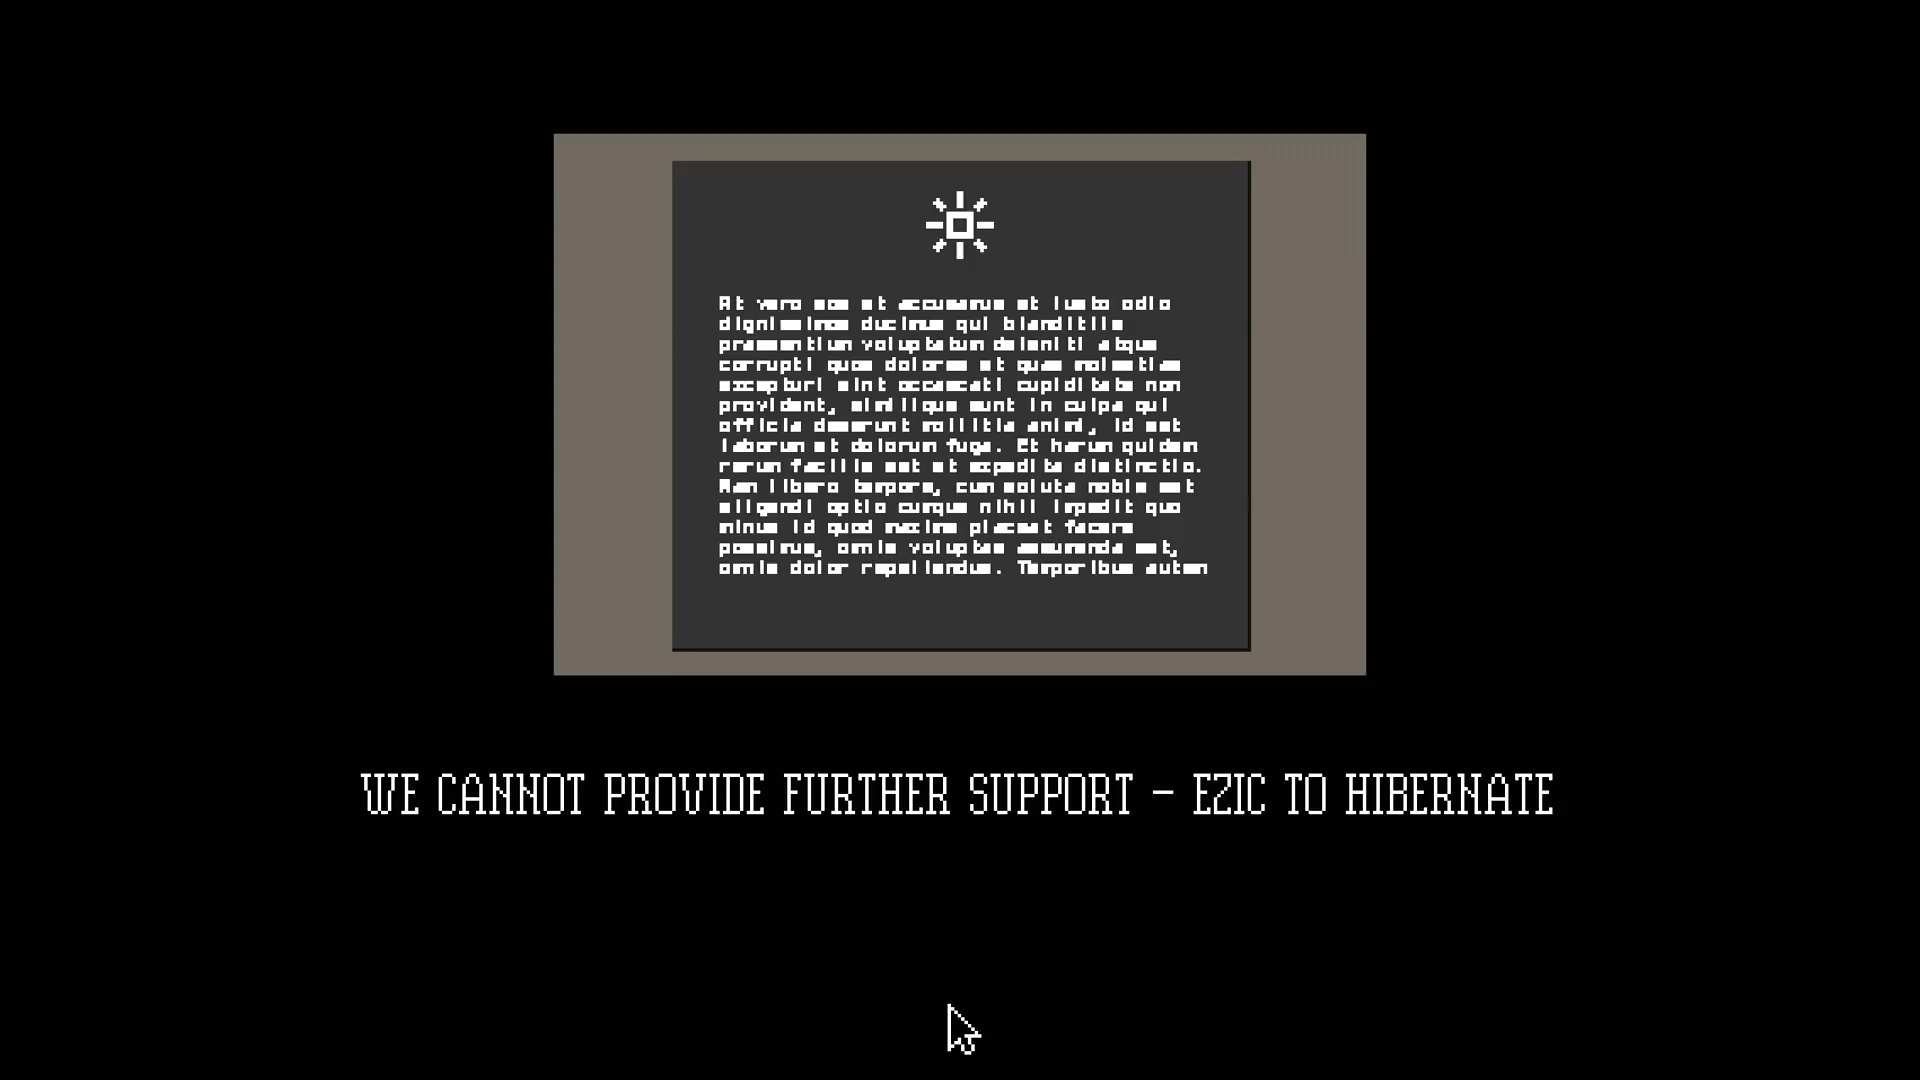 At vero eos et accusamus et iusto odio
dignissimos ducimus qui blanditiis
praesentium voluptatum deleniti atque
corrupti quos dolores et quas molestias
excepturi sint occaecati cupiditate non
provident, similique sunt in culpa qui
officia deserunt mollitia animi, id est
laborum et dolorum fuga. Et harum quidem
rerum facilis est et expedita distinctio.
Nam libero tempore, cum soluta nobis est
eligendi optio cumque nihil impedit quo
minus id quod maxime placeat facere
possimus, omnis voluptas assumenda est,
omnis dolor repellendus. Temporibus autem
WE CANNOT PROVIDE FURTHER SUPPORT - EZIC TO HIBERNATE